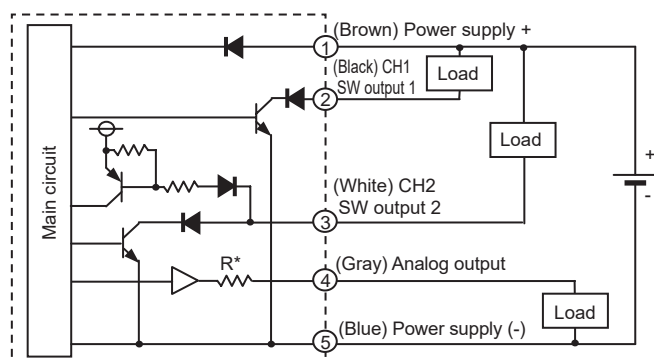 (Brown) Power supply +
1
(Black) CH1
SW output 1
2
Load
Load
Main circuit
+
-
(White) CH2
SW output 2
3
R*
(Gray) Analog output
4
Load
(Blue) Power supply (-)
5